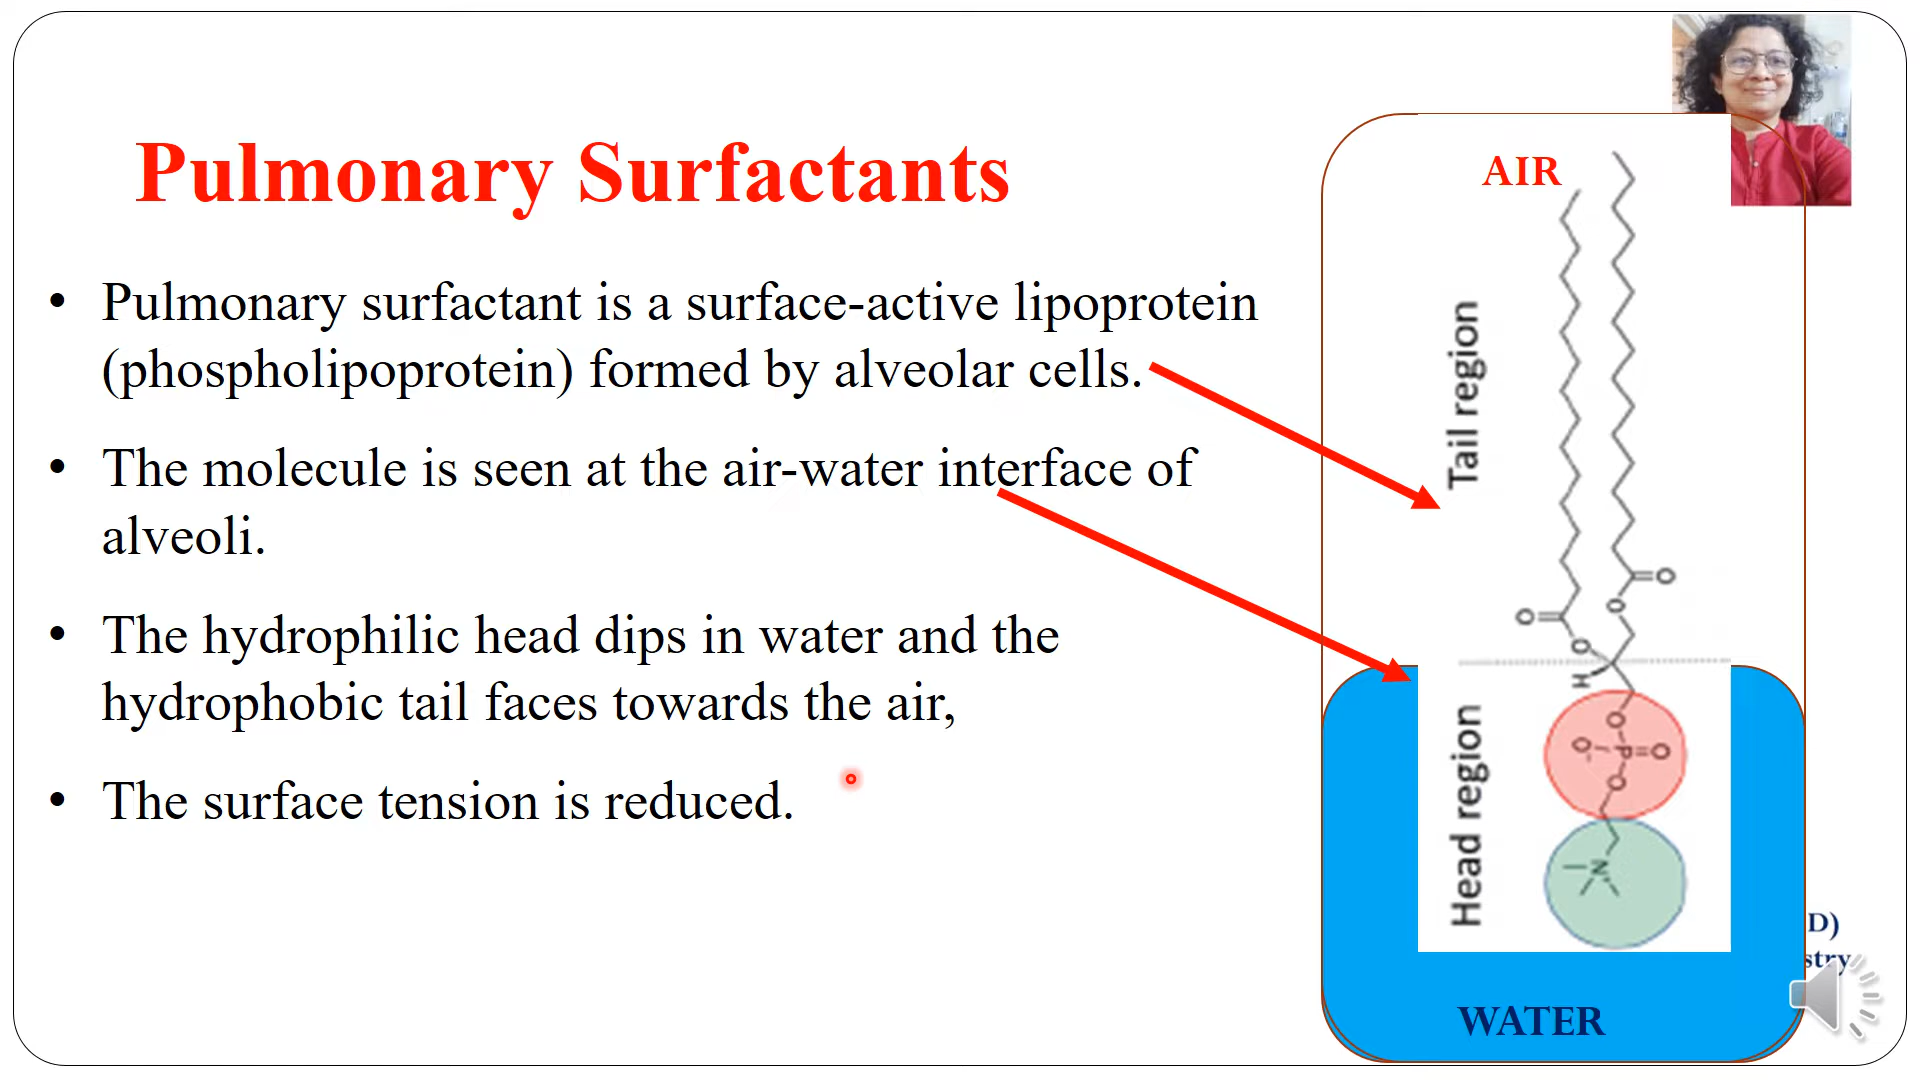 Pulmonary Surfactants
• Pulmonary surfactant is a surface-active lipoprotein
(phospholipoprotein) formed by alveolar cells.
• The molecule is seen at the air-water interface of
alveoli.
• The hydrophilic head dips in water and the
hydrophobic tail faces towards the air,
• The surface tension is reduced.
AIR
Tail region
O
O
O
O
H
Head region
O
O⁻ P O
O
N⁺
D)
stry
WATER